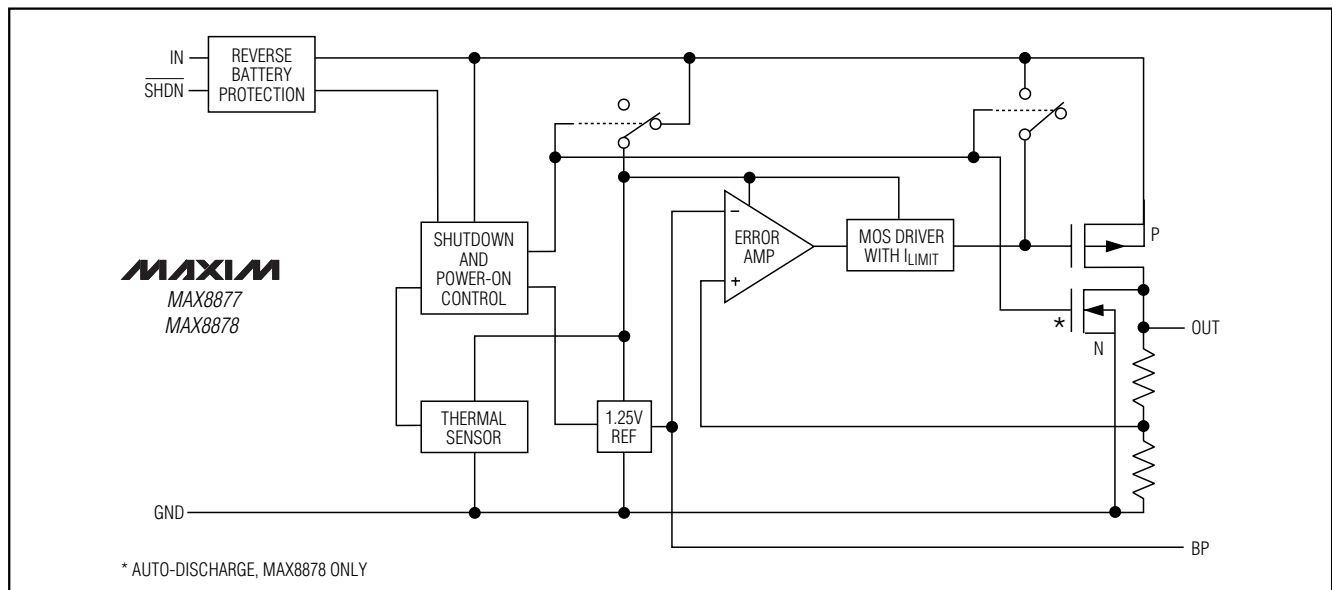 IN
SHDN
REVERSE
BATTERY
PROTECTION
SHUTDOWN
AND
POWER-ON
CONTROL
−
+
ERROR
AMP
MOS DRIVER
WITH ILIMIT
P
*
N
OUT
MAXIM
MAX8877
MAX8878
THERMAL
SENSOR
1.25V
REF
GND
BP
* AUTO-DISCHARGE, MAX8878 ONLY